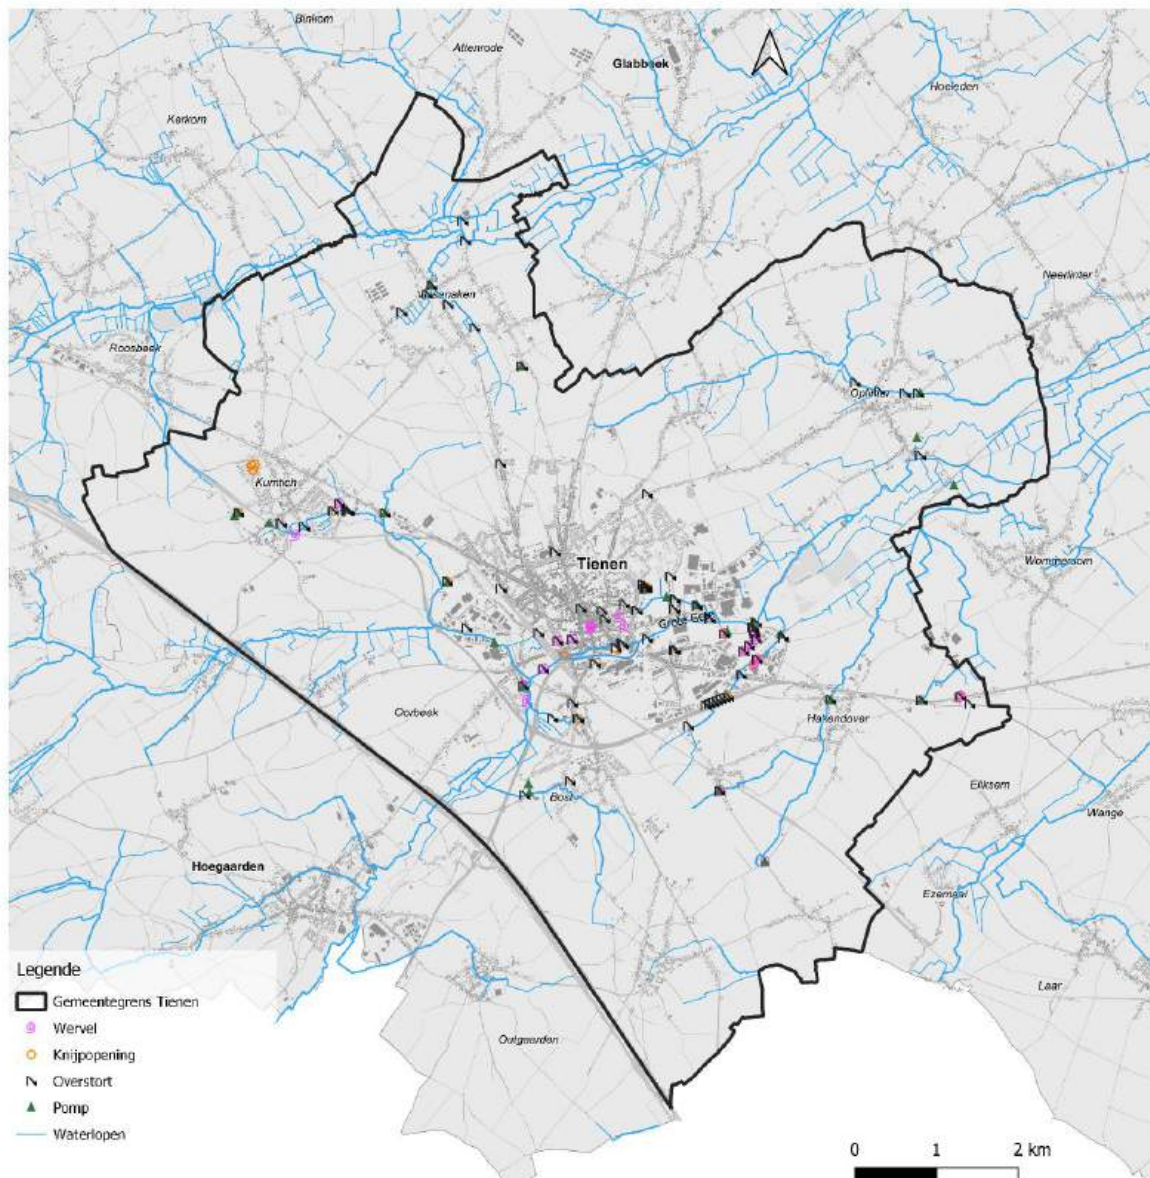 Binkom
Attenrode
Glabbeek
Hoeleden
Kerkom
Neerlinter
Roosbeek
Oplinter
Kumtich
Tienen
Wommersom
Oorbeek
Hakendover
Eliksem
Bost
Wange
Hoegaarden
Ezemaal
Laar
Outgaarden
Legende
Gemeentegrens Tienen
Wervel
Knijpopening
Overstort
Pomp
Waterlopen
0 1 2 km